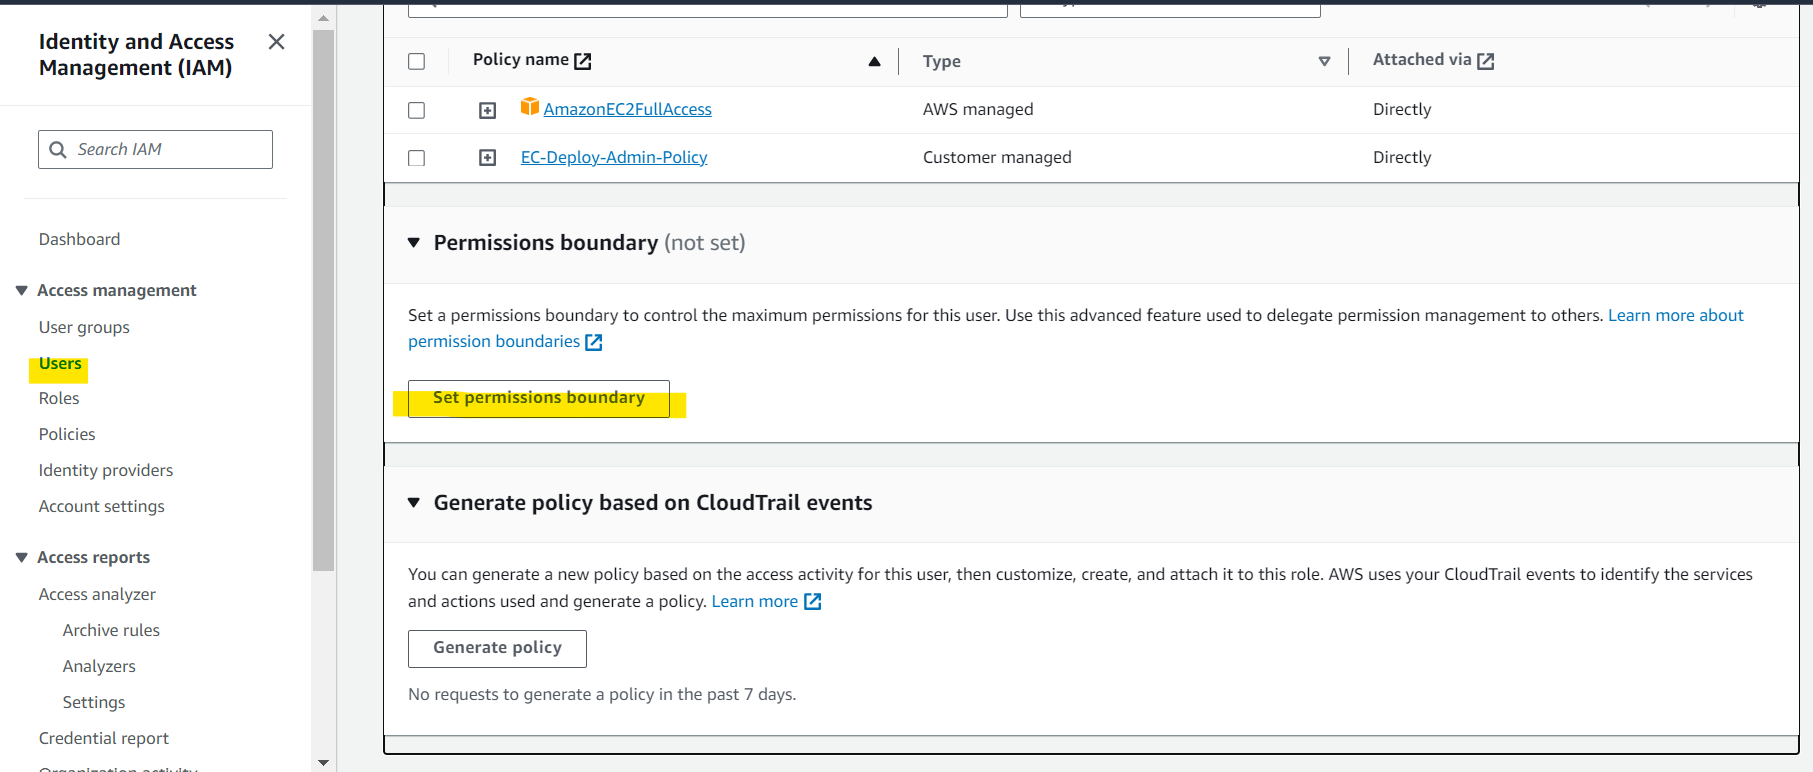 Identity and Access
Management (IAM)
Search IAM
Dashboard
Access management
User groups
Users
Roles
Policies
Identity providers
Account settings
Access reports
Access analyzer
Archive rules
Analyzers
Settings
Credential report
Organization activity
Policy name
Type
Attached via
AmazonEC2FullAccess
AWS managed
Directly
EC-Deploy-Admin-Policy
Customer managed
Directly
Permissions boundary (not set)
Set a permissions boundary to control the maximum permissions for this user. Use this advanced feature used to delegate permission management to others. Learn more about
permission boundaries
Set permissions boundary
Generate policy based on CloudTrail events
You can generate a new policy based on the access activity for this user, then customize, create, and attach it to this role. AWS uses your CloudTrail events to identify the services
and actions used and generate a policy. Learn more
Generate policy
No requests to generate a policy in the past 7 days.